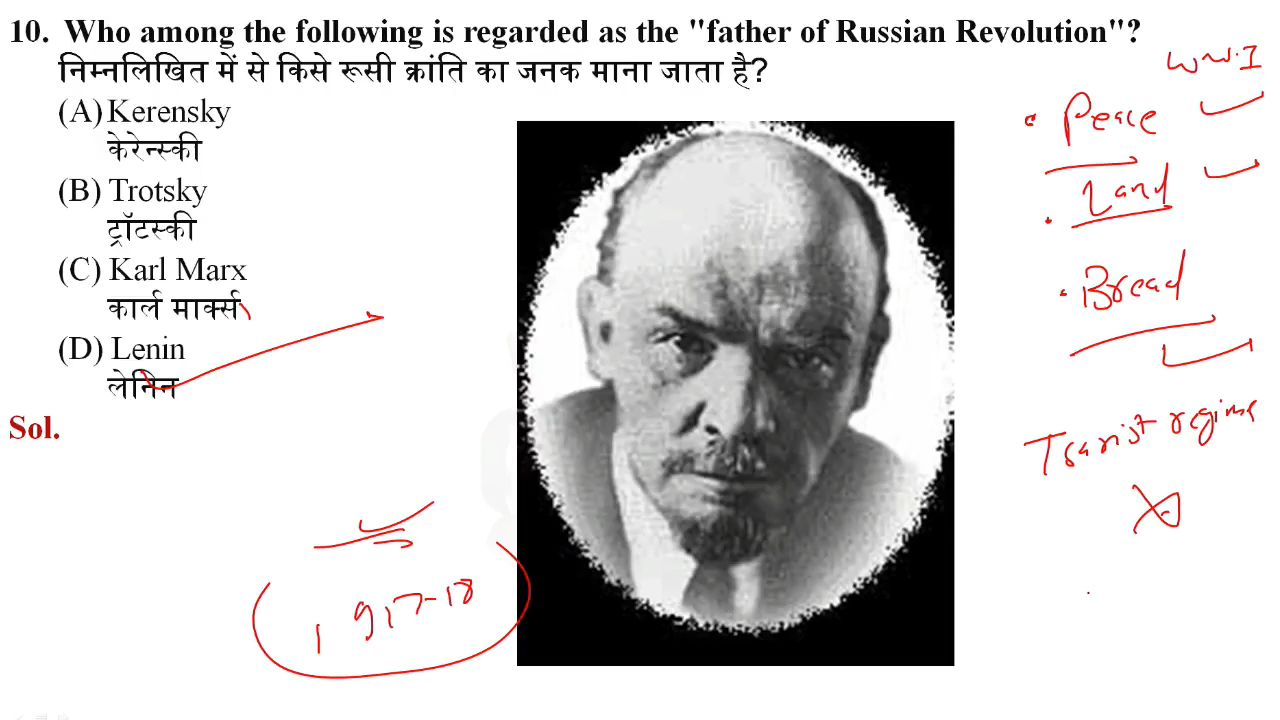 10. Who among the following is regarded as the "father of Russian Revolution"?
निम्नलिखित में से किसे रूसी क्रांति का जनक माना जाता है?
(A) Kerensky
केरेन्स्की
(B) Trotsky
ट्रॉटस्की
(C) Karl Marx
कार्ल मार्क्स
(D) Lenin
लेनिन
Sol.
W.W.I
• Peace
• Land
• Bread
Tsarist regime
1917-18